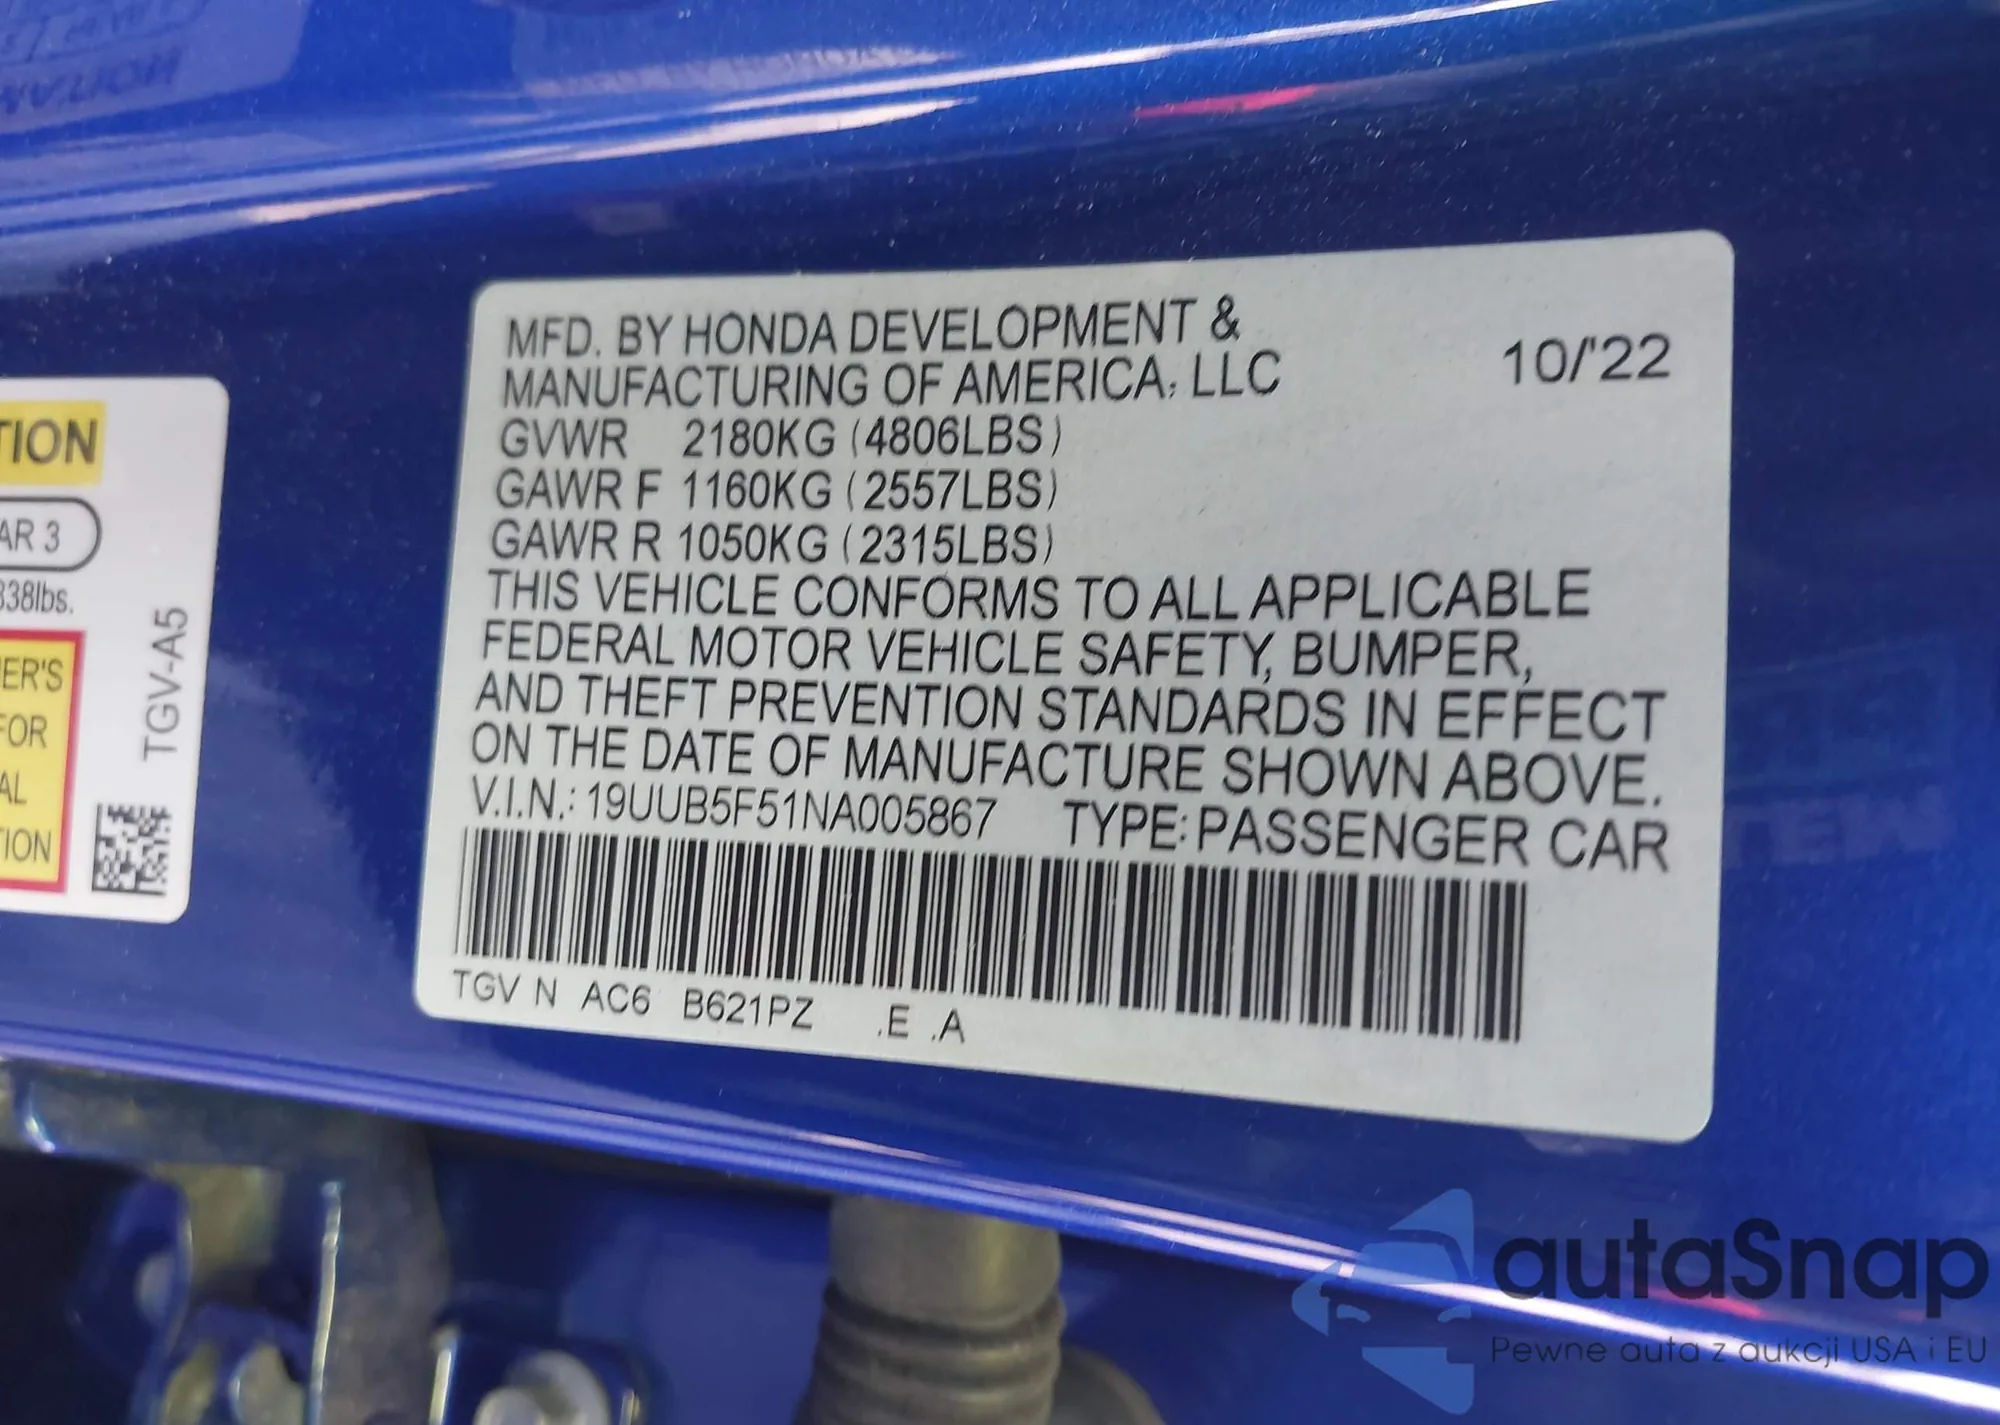 MFD. BY HONDA DEVELOPMENT &
MANUFACTURING OF AMERICA, LLC
10/'22
GVWR 2180KG (4806LBS)
GAWR F 1160KG (2557LBS)
GAWR R 1050KG (2315LBS)
THIS VEHICLE CONFORMS TO ALL APPLICABLE
FEDERAL MOTOR VEHICLE SAFETY, BUMPER,
AND THEFT PREVENTION STANDARDS IN EFFECT
ON THE DATE OF MANUFACTURE SHOWN ABOVE.
V.I.N.: 19UUB5F51NA005867 TYPE: PASSENGER CAR
TGV N AC6 B621PZ .E .A
TION
AR 3
338lbs.
ER'S
FOR
AL
ION
TGV-A5
autaSnap
Pewne auta z aukcji USA i EU